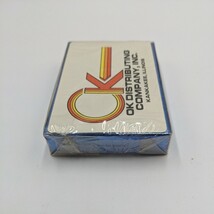 OK
OK DISTRIBUTING
COMPANY, INC.
KANKAKEE, ILLINOIS